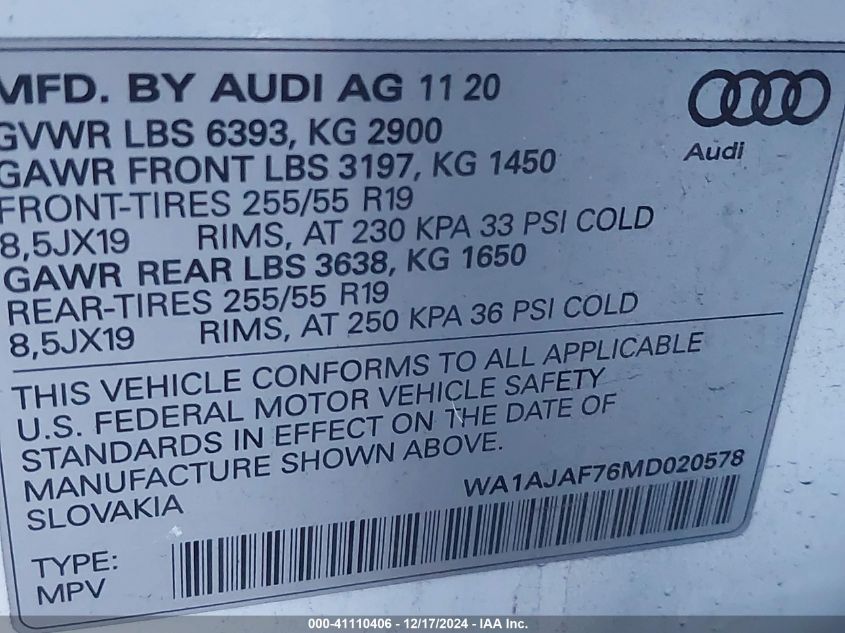 MFD. BY AUDI AG 11 20
GVWR LBS 6393, KG 2900
GAWR FRONT LBS 3197, KG 1450
FRONT-TIRES 255/55 R19
8,5JX19 RIMS, AT 230 KPA 33 PSI COLD
GAWR REAR LBS 3638, KG 1650
REAR-TIRES 255/55 R19
8,5JX19 RIMS, AT 250 KPA 36 PSI COLD
Audi
THIS VEHICLE CONFORMS TO ALL APPLICABLE
U.S. FEDERAL MOTOR VEHICLE SAFETY
STANDARDS IN EFFECT ON THE DATE OF
MANUFACTURE SHOWN ABOVE.
SLOVAKIA
WA1AJAF76MD020578
TYPE:
MPV
000-41110406 - 12/17/2024 - IAA Inc.